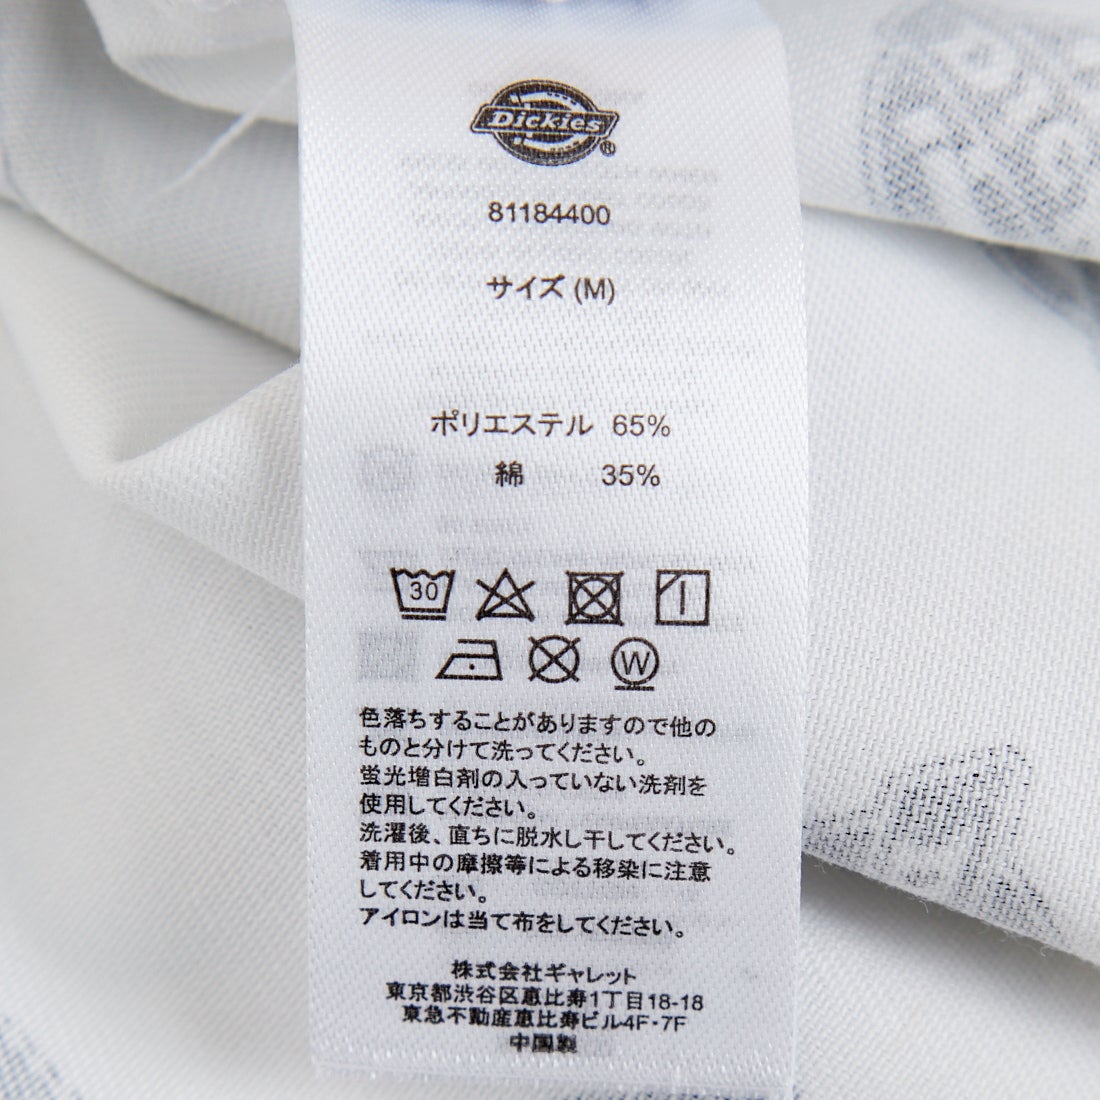 Dickies®
81184400
サイズ (M)
ポリエステル 65%
綿 35%
30
W
色落ちすることがありますので他の
ものと分けて洗ってください。
蛍光増白剤の入っていない洗剤を
使用してください。
洗濯後、直ちに脱水し干してください。
着用中の摩擦等による移染に注意
してください。
アイロンは当て布をしてください。
株式会社ギャレット
東京都渋谷区恵比寿1丁目18-18
東急不動産恵比寿ビル4F・7F
中国製